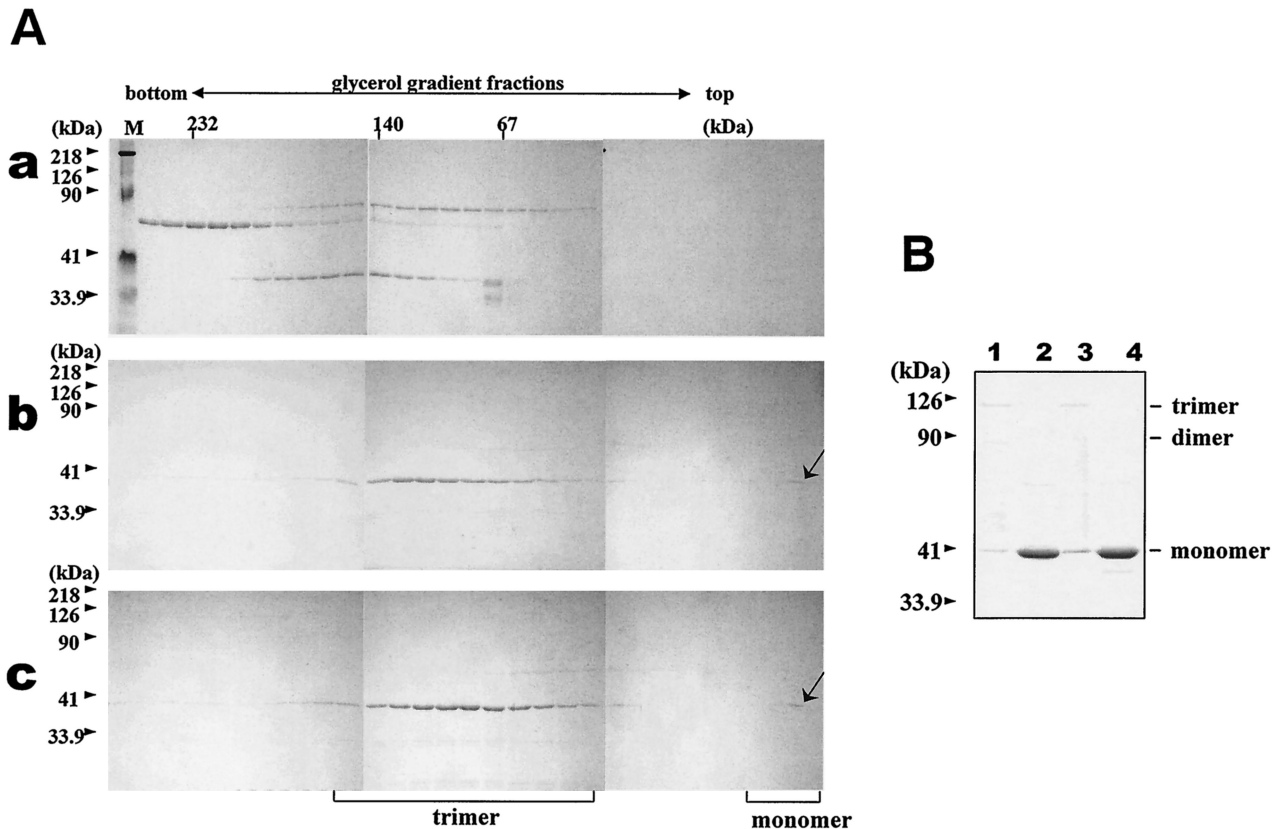 A
glycerol gradient fractions
bottom
top
(kDa) M 232 140 67 (kDa)
a
218
126
90
41
33.9
(kDa)
b
218
126
90
41
33.9
(kDa)
c
218
126
90
41
33.9
trimer
monomer
B
1 2 3 4
(kDa)
126
90
41
33.9
trimer
dimer
monomer